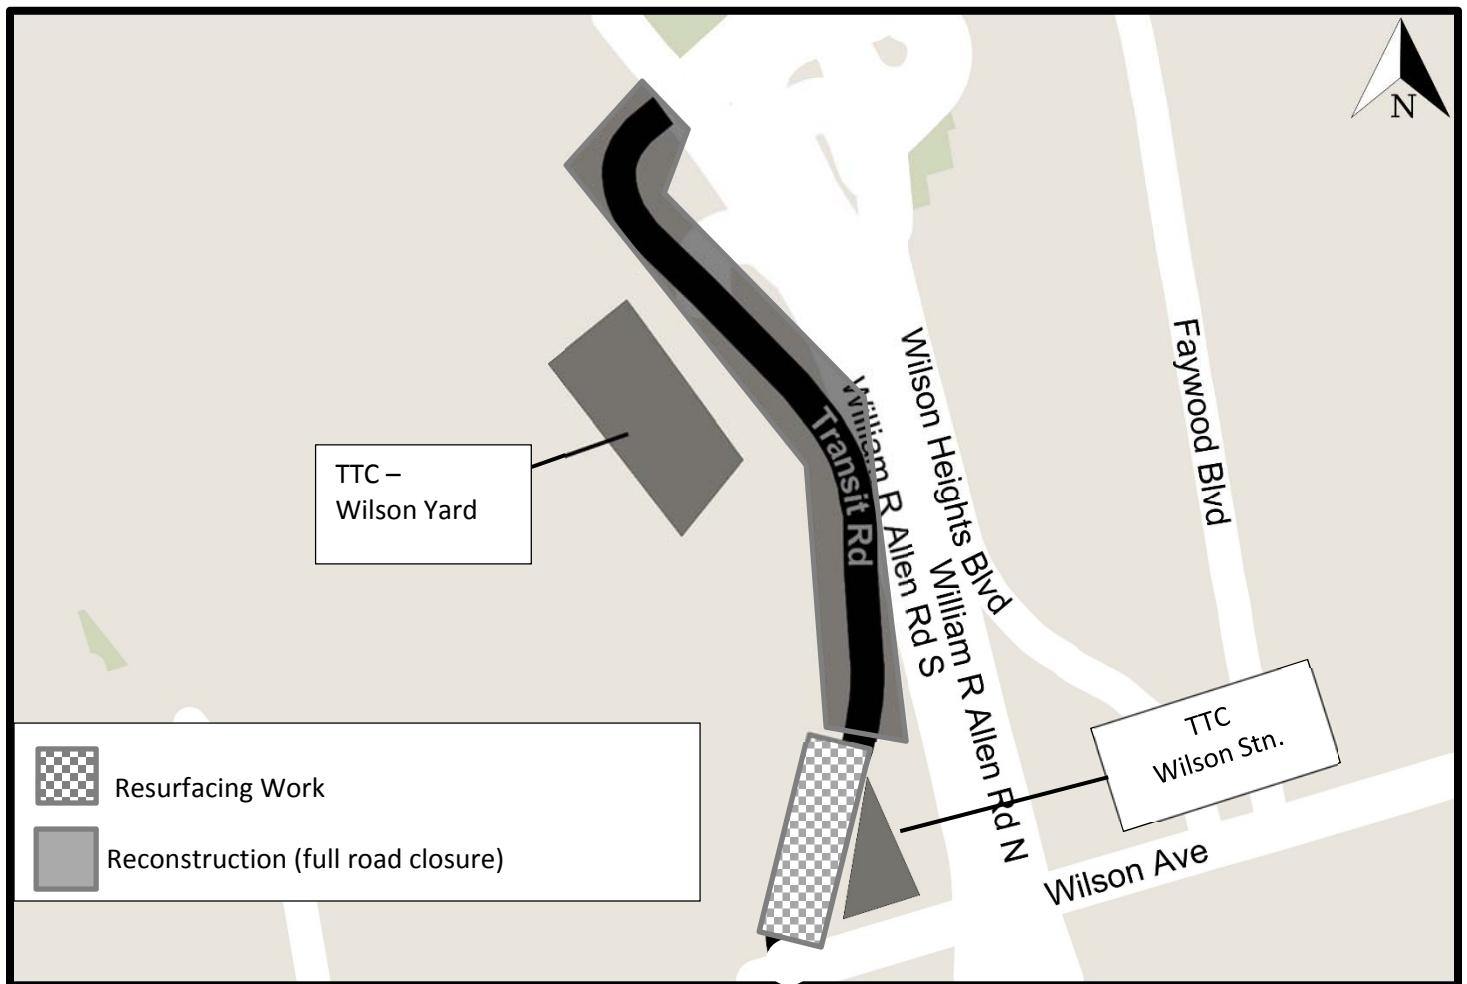 N
Wilson Heights Blvd
Faywood Blvd
William R Allen Rd S
Transit Rd
TTC –
Wilson Yard
William R Allen Rd N
TTC
Wilson Stn.
Resurfacing Work
Reconstruction (full road closure)
Wilson Ave